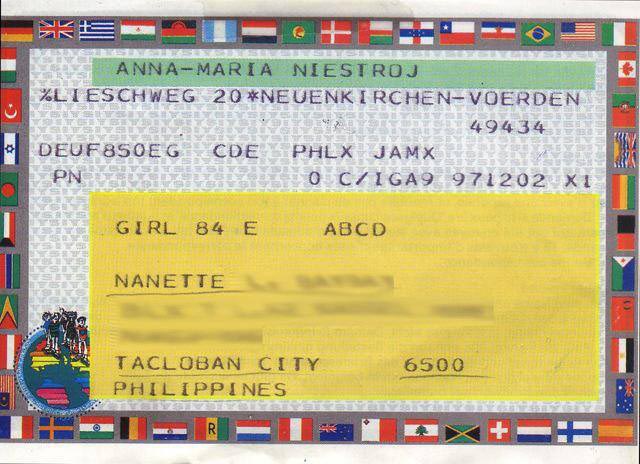 ANNA-MARIA NIESTROJ
%LIESCHWEG 20*NEUENKIRCHEN-VOERDEN
49434
DEUF850EG CDE PHLX JAMX
PN 0 C/IGA9 971202 X1
GIRL 84 E ABCD
NANETTE
TACLOBAN CITY 6500
PHILIPPINES